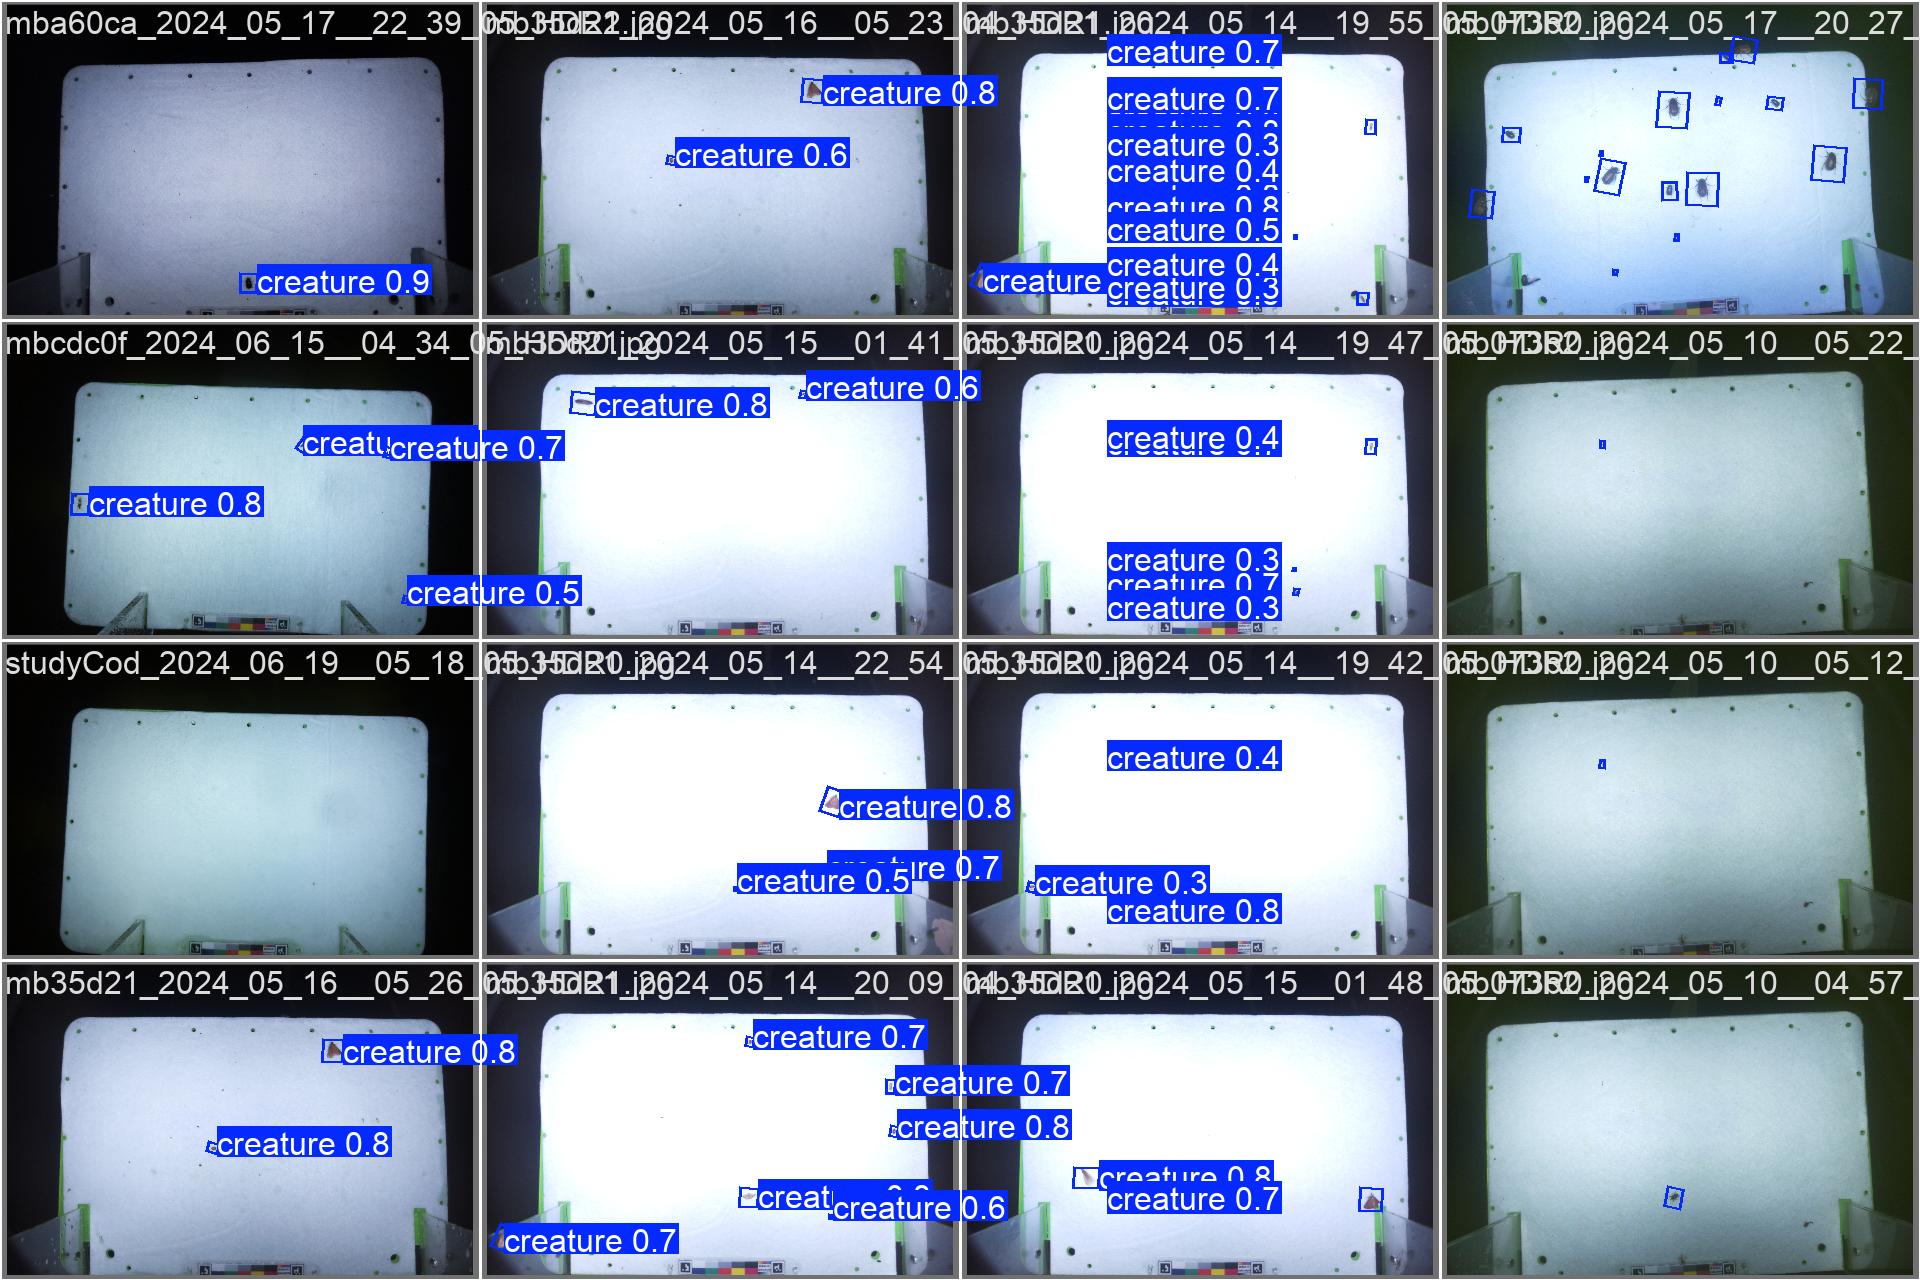 mba60ca_2024_05_17__22_39_
mb35d21_2024_05_16__05_23_
2024_05_14__19_55_
2024_05_17__20_27_
creature 0.9
creature 0.8
creature 0.6
creature 0.7
creature 0.7
creature 0.3
creature 0.4
creature 0.8
creature 0.5
creature 0.4
creature 0.3
creature
mbcdc0f_2024_06_15__04_34_
2024_05_15__01_41_
2024_05_14__19_47_
2024_05_10__05_22_
creature 0.7
creature 0.8
creature 0.5
creature 0.8
creature 0.6
creature 0.4
creature 0.3
creature 0.7
creature 0.3
studyCod_2024_06_19__05_18_
2024_05_14__22_54_
2024_05_14__19_42_
2024_05_10__05_12_
creature 0.8
creature 0.5
creature 0.4
creature 0.3
creature 0.8
mb35d21_2024_05_16__05_26_
2024_05_14__20_09_
2024_05_15__01_48_
2024_05_10__04_57_
creature 0.8
creature 0.8
creature 0.7
creature 0.7
creature 0.8
creature 0.6
creature 0.7
creature 0.8
creature 0.7